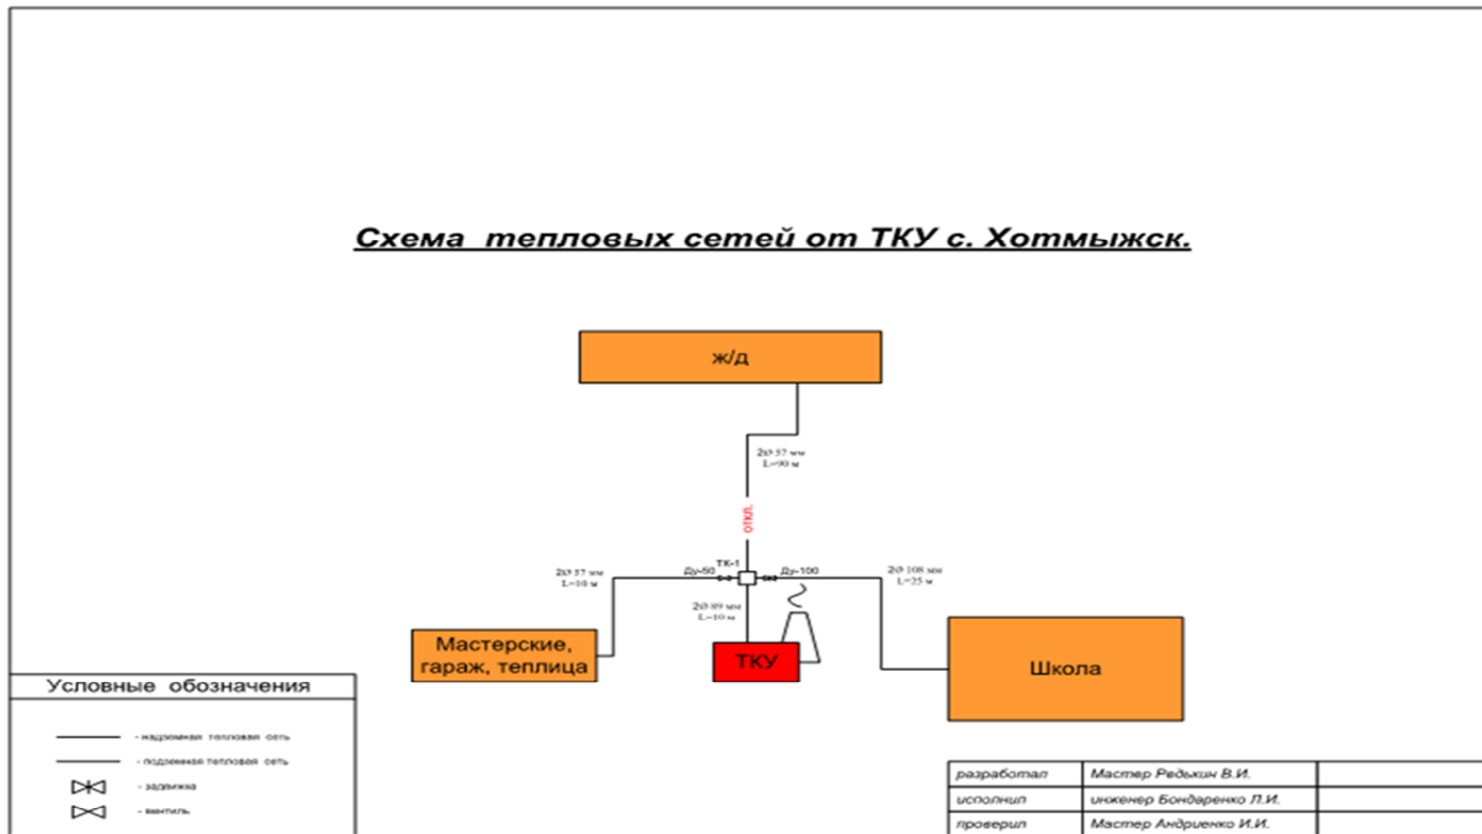 Схема тепловых сетей от ТКУ с. Хотмыжск.
ж/д
2Ø 57 мм
L=90 м
откл.
ТК-1
2Ø 57 мм
L=10 м
Ду-50
Ду-100
2Ø 108 мм
L=25 м
2Ø 89 мм
L=10 м
Мастерские,
гараж, теплица
ТКУ
Школа
Условные обозначения
- надземная тепловая сеть
- подземная тепловая сеть
- задвижка
- вентиль
разработал Мастер Редькин В.И.
исполнил инженер Бондаренко Л.И.
проверил Мастер Андриенко И.И.